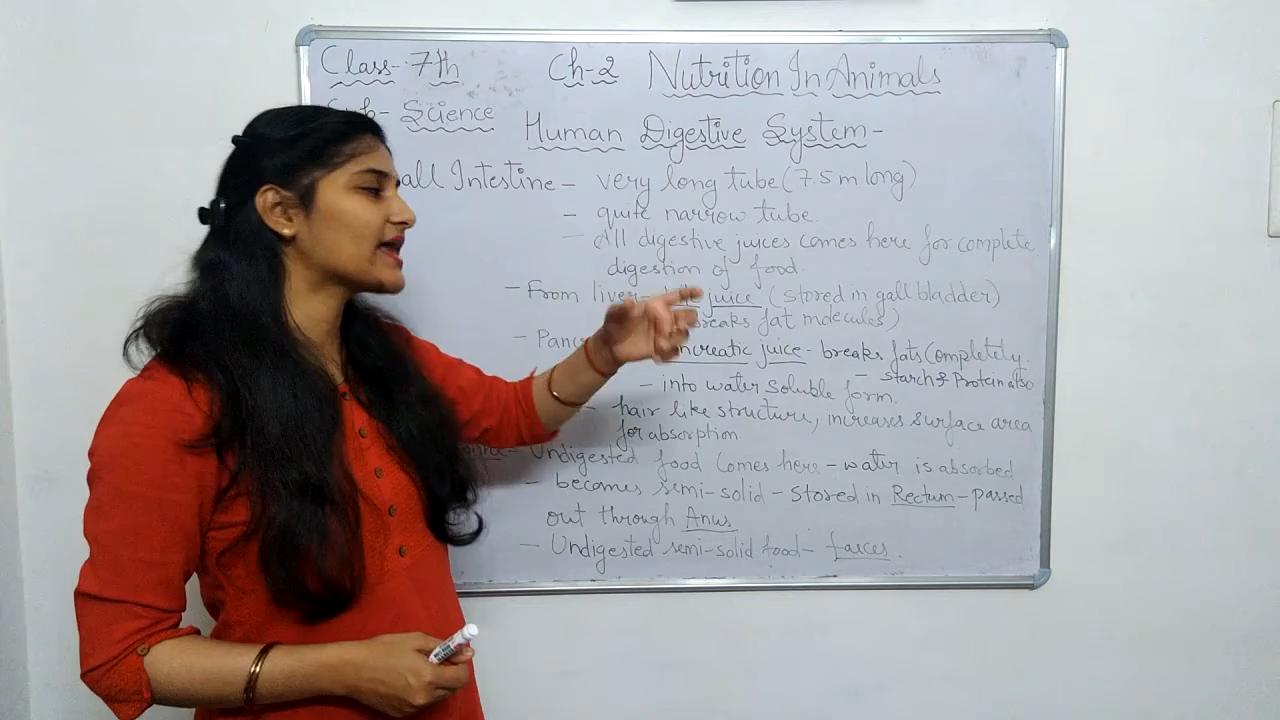 Class- 7th Ch-2 Nutrition In Animals
Science
Human Digestive System-
all Intestine - very long tube (7.5 m long)
- quite narrow tube.
- All digestive juices comes here for complete
digestion of food.
- From liver juice (stored in gall bladder)
breaks fat molecules)
- pancreatic juice - breaks fats completely.
- starch & Protein also
- into water soluble form.
- hair like structure, increases surface area
for absorption.
- Undigested food comes here - water is absorbed
- becomes semi-solid - stored in Rectum - passed
out through Anus.
- Undigested semi-solid food - faeces.